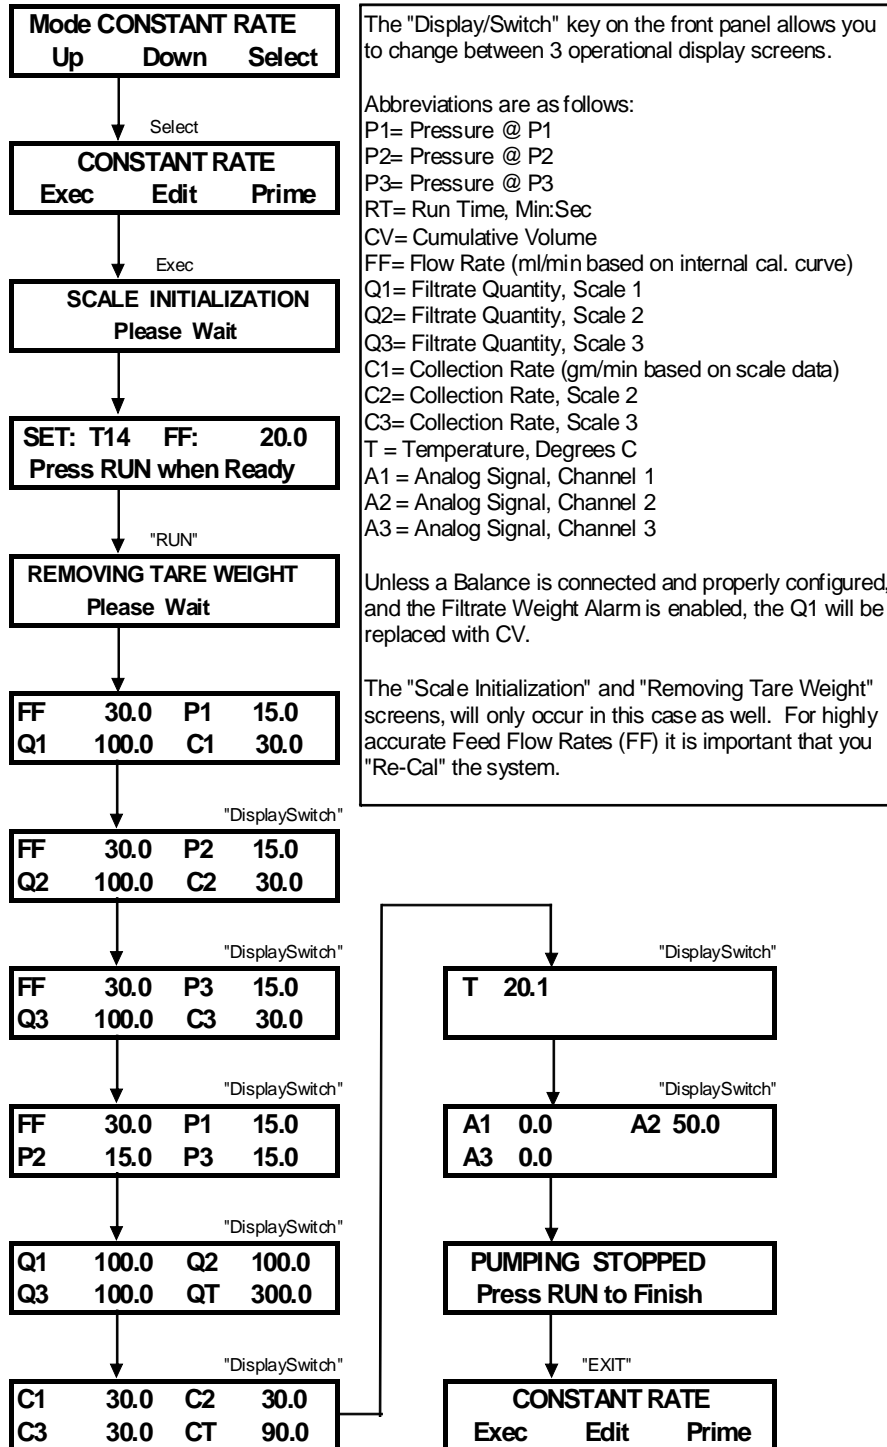 Mode CONSTANT RATE
Up Down Select
Select
CONSTANT RATE
Exec Edit Prime
Exec
SCALE INITIALIZATION
Please Wait
SET: T14 FF: 20.0
Press RUN when Ready
"RUN"
REMOVING TARE WEIGHT
Please Wait
FF 30.0 P1 15.0
Q1 100.0 C1 30.0
"DisplaySwitch"
FF 30.0 P2 15.0
Q2 100.0 C2 30.0
"DisplaySwitch"
FF 30.0 P3 15.0
Q3 100.0 C3 30.0
"DisplaySwitch"
FF 30.0 P1 15.0
P2 15.0 P3 15.0
"DisplaySwitch"
Q1 100.0 Q2 100.0
Q3 100.0 QT 300.0
"DisplaySwitch"
C1 30.0 C2 30.0
C3 30.0 CT 90.0
The "Display/Switch" key on the front panel allows you
to change between 3 operational display screens.
Abbreviations are as follows:
P1= Pressure @ P1
P2= Pressure @ P2
P3= Pressure @ P3
RT= Run Time, Min:Sec
CV= Cumulative Volume
FF= Flow Rate (ml/min based on internal cal. curve)
Q1= Filtrate Quantity, Scale 1
Q2= Filtrate Quantity, Scale 2
Q3= Filtrate Quantity, Scale 3
C1= Collection Rate (gm/min based on scale data)
C2= Collection Rate, Scale 2
C3= Collection Rate, Scale 3
T = Temperature, Degrees C
A1 = Analog Signal, Channel 1
A2 = Analog Signal, Channel 2
A3 = Analog Signal, Channel 3
Unless a Balance is connected and properly configured,
and the Filtrate Weight Alarm is enabled, the Q1 will be
replaced with CV.
The "Scale Initialization" and "Removing Tare Weight"
screens, will only occur in this case as well. For highly
accurate Feed Flow Rates (FF) it is important that you
"Re-Cal" the system.
"DisplaySwitch"
T 20.1
"DisplaySwitch"
A1 0.0 A2 50.0
A3 0.0
PUMPING STOPPED
Press RUN to Finish
"EXIT"
CONSTANT RATE
Exec Edit Prime